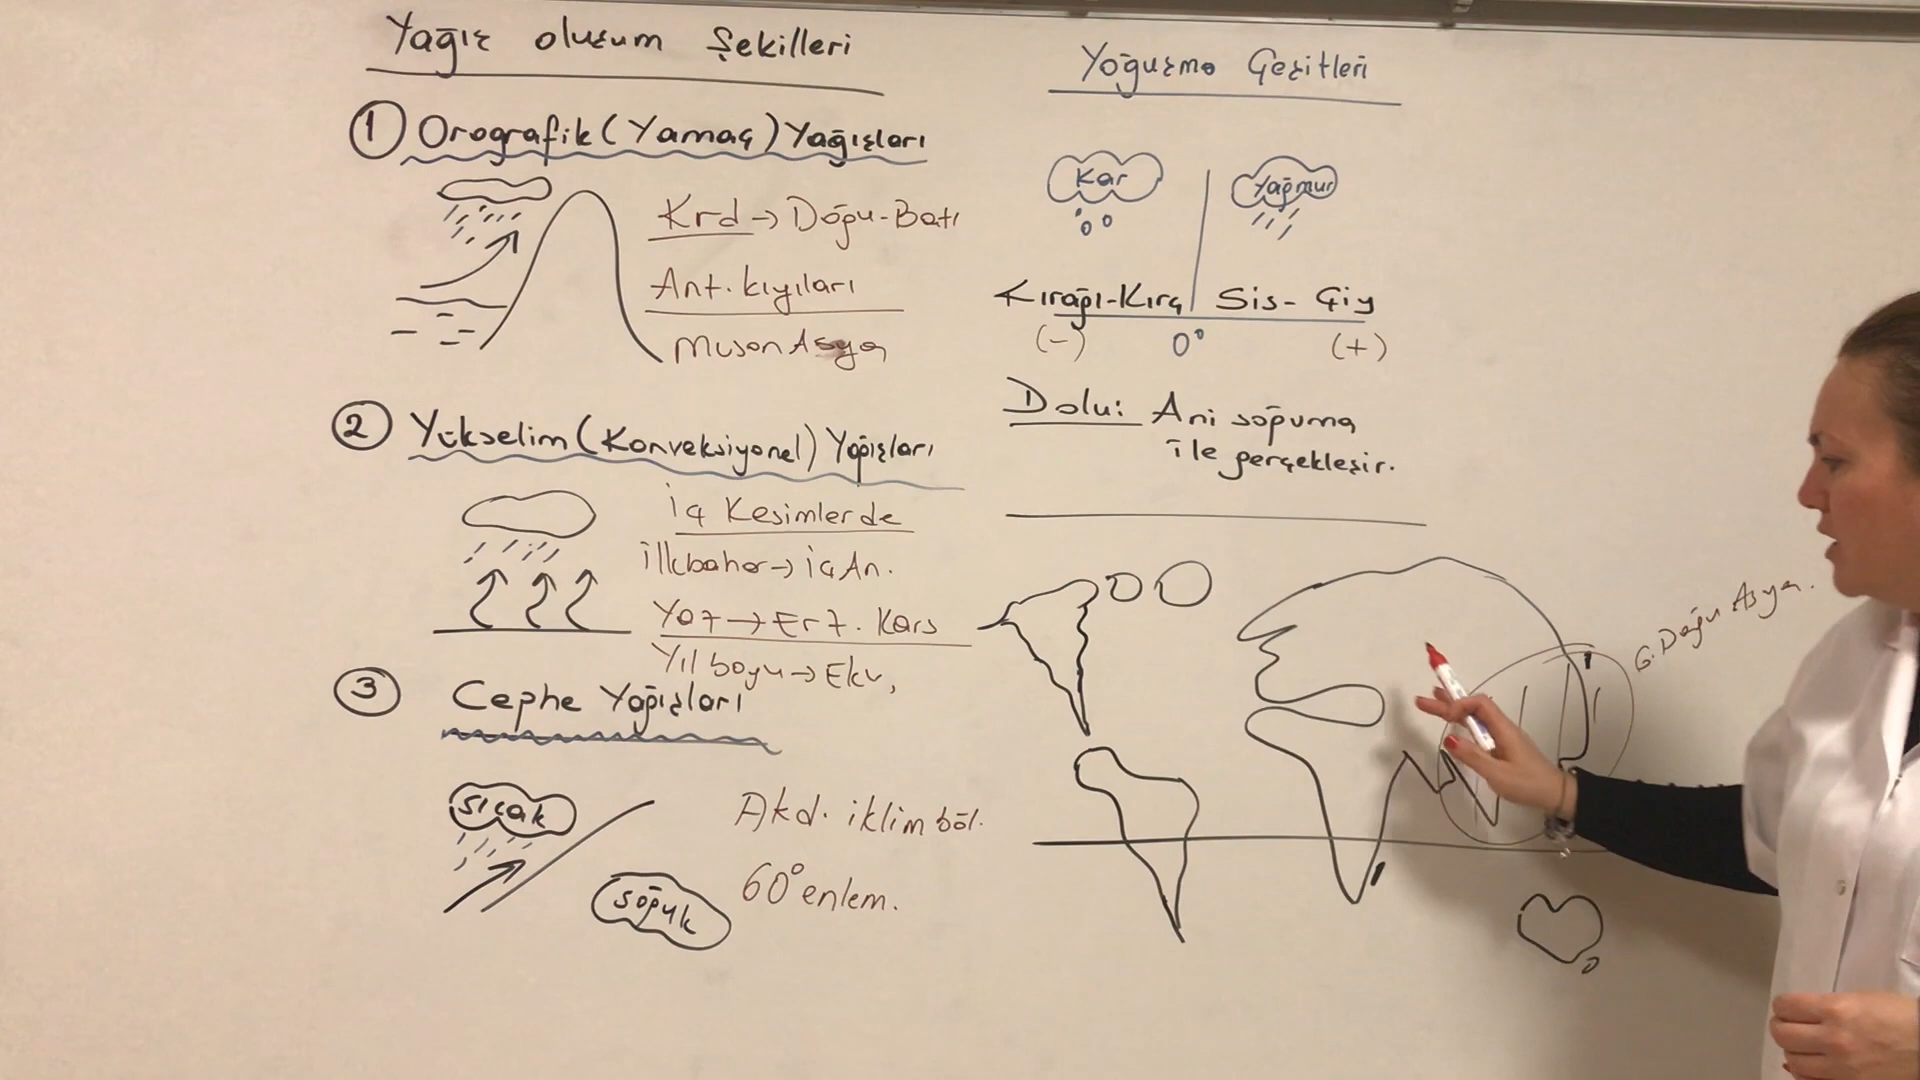 Yağış oluşum Şekilleri
① Orografik (Yamaç) Yağışları
Krd → Doğu-Batı
Ant. kıyıları
Muson Asya
② Yükselim (Konveksiyonel) Yağışları
İç Kesimlerde
İlkbahar → İç An.
Yaz → Erz. Kars
Yıl boyu → Ekv,
③ Cephe Yağışları
Sıcak
Soğuk
Akd. iklim böl.
60° enlem.
Yoğuşma Çeşitleri
Kar
Yağmur
Kırağı-Kırç
Sis- Çiy
(-) 0° (+)
Dolu: Ani soğuma
ile gerçekleşir.
G. Doğu Asya.